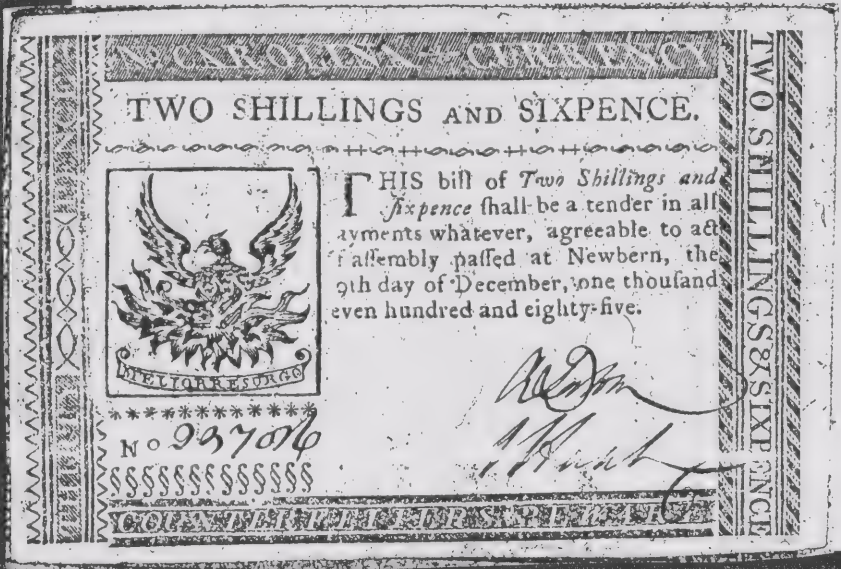 No CAROLINA CURRENCY
TWO SHILLINGS AND SIXPENCE.
THIS bill of Two Shillings and
ſixpence ſhall be a tender in all
ayments whatever, agreeable to act
f aſſembly paſſed at Newbern, the
9th day of December, one thouſand
even hundred and eighty-five.
MELIOR RESURGO
No
TWO SHILLINGS & SIXPENCE